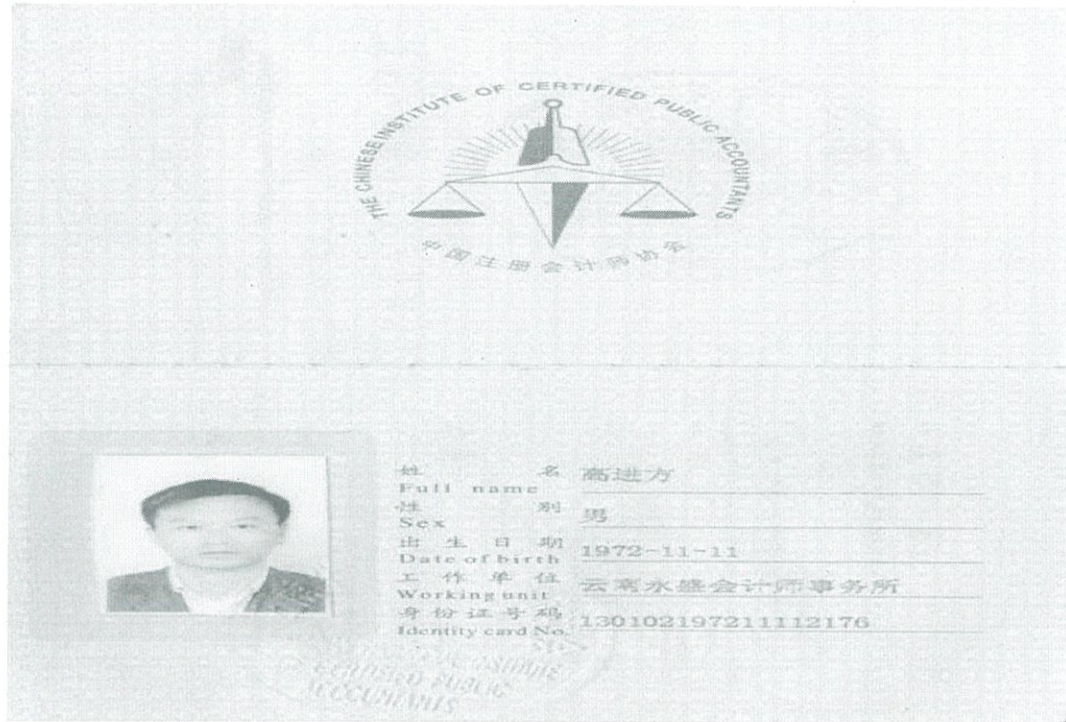 THE CHINESE INSTITUTE OF CERTIFIED PUBLIC ACCOUNTANTS
中国注册会计师协会
姓 名 高进方
Full name
性 别 男
Sex
出生日期 1972-11-11
Date of birth
工作单位 云南永盛会计师事务所
Working unit
身份证号码 130102197211112176
Identity card No.
CERTIFIED PUBLIC
ACCOUNTANTS